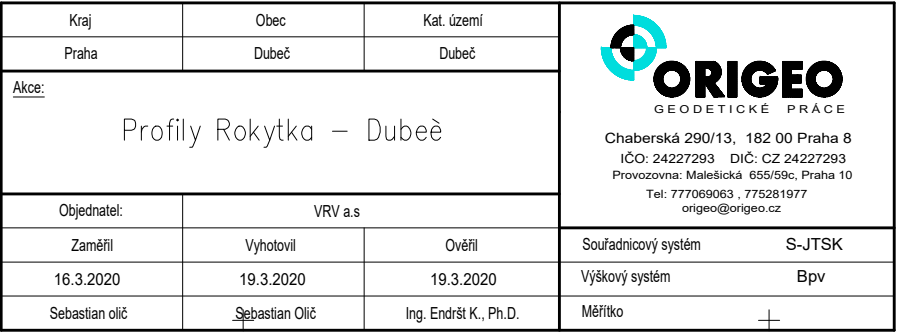 Kraj Obec Kat. území
Praha Dubeč Dubeč
Akce:
Profily Rokytka – Dubeè
Objednatel: VRV a.s
Zaměřil Vyhotovil Ověřil
16.3.2020 19.3.2020 19.3.2020
Sebastian olič Sebastian Olič Ing. Endršt K., Ph.D.
ORIGEO
GEODETICKÉ PRÁCE
Chaberská 290/13, 182 00 Praha 8
IČO: 24227293 DIČ: CZ 24227293
Provozovna: Malešická 655/59c, Praha 10
Tel: 777069063 , 775281977
origeo@origeo.cz
Souřadnicový systém S-JTSK
Výškový systém Bpv
Měřítko